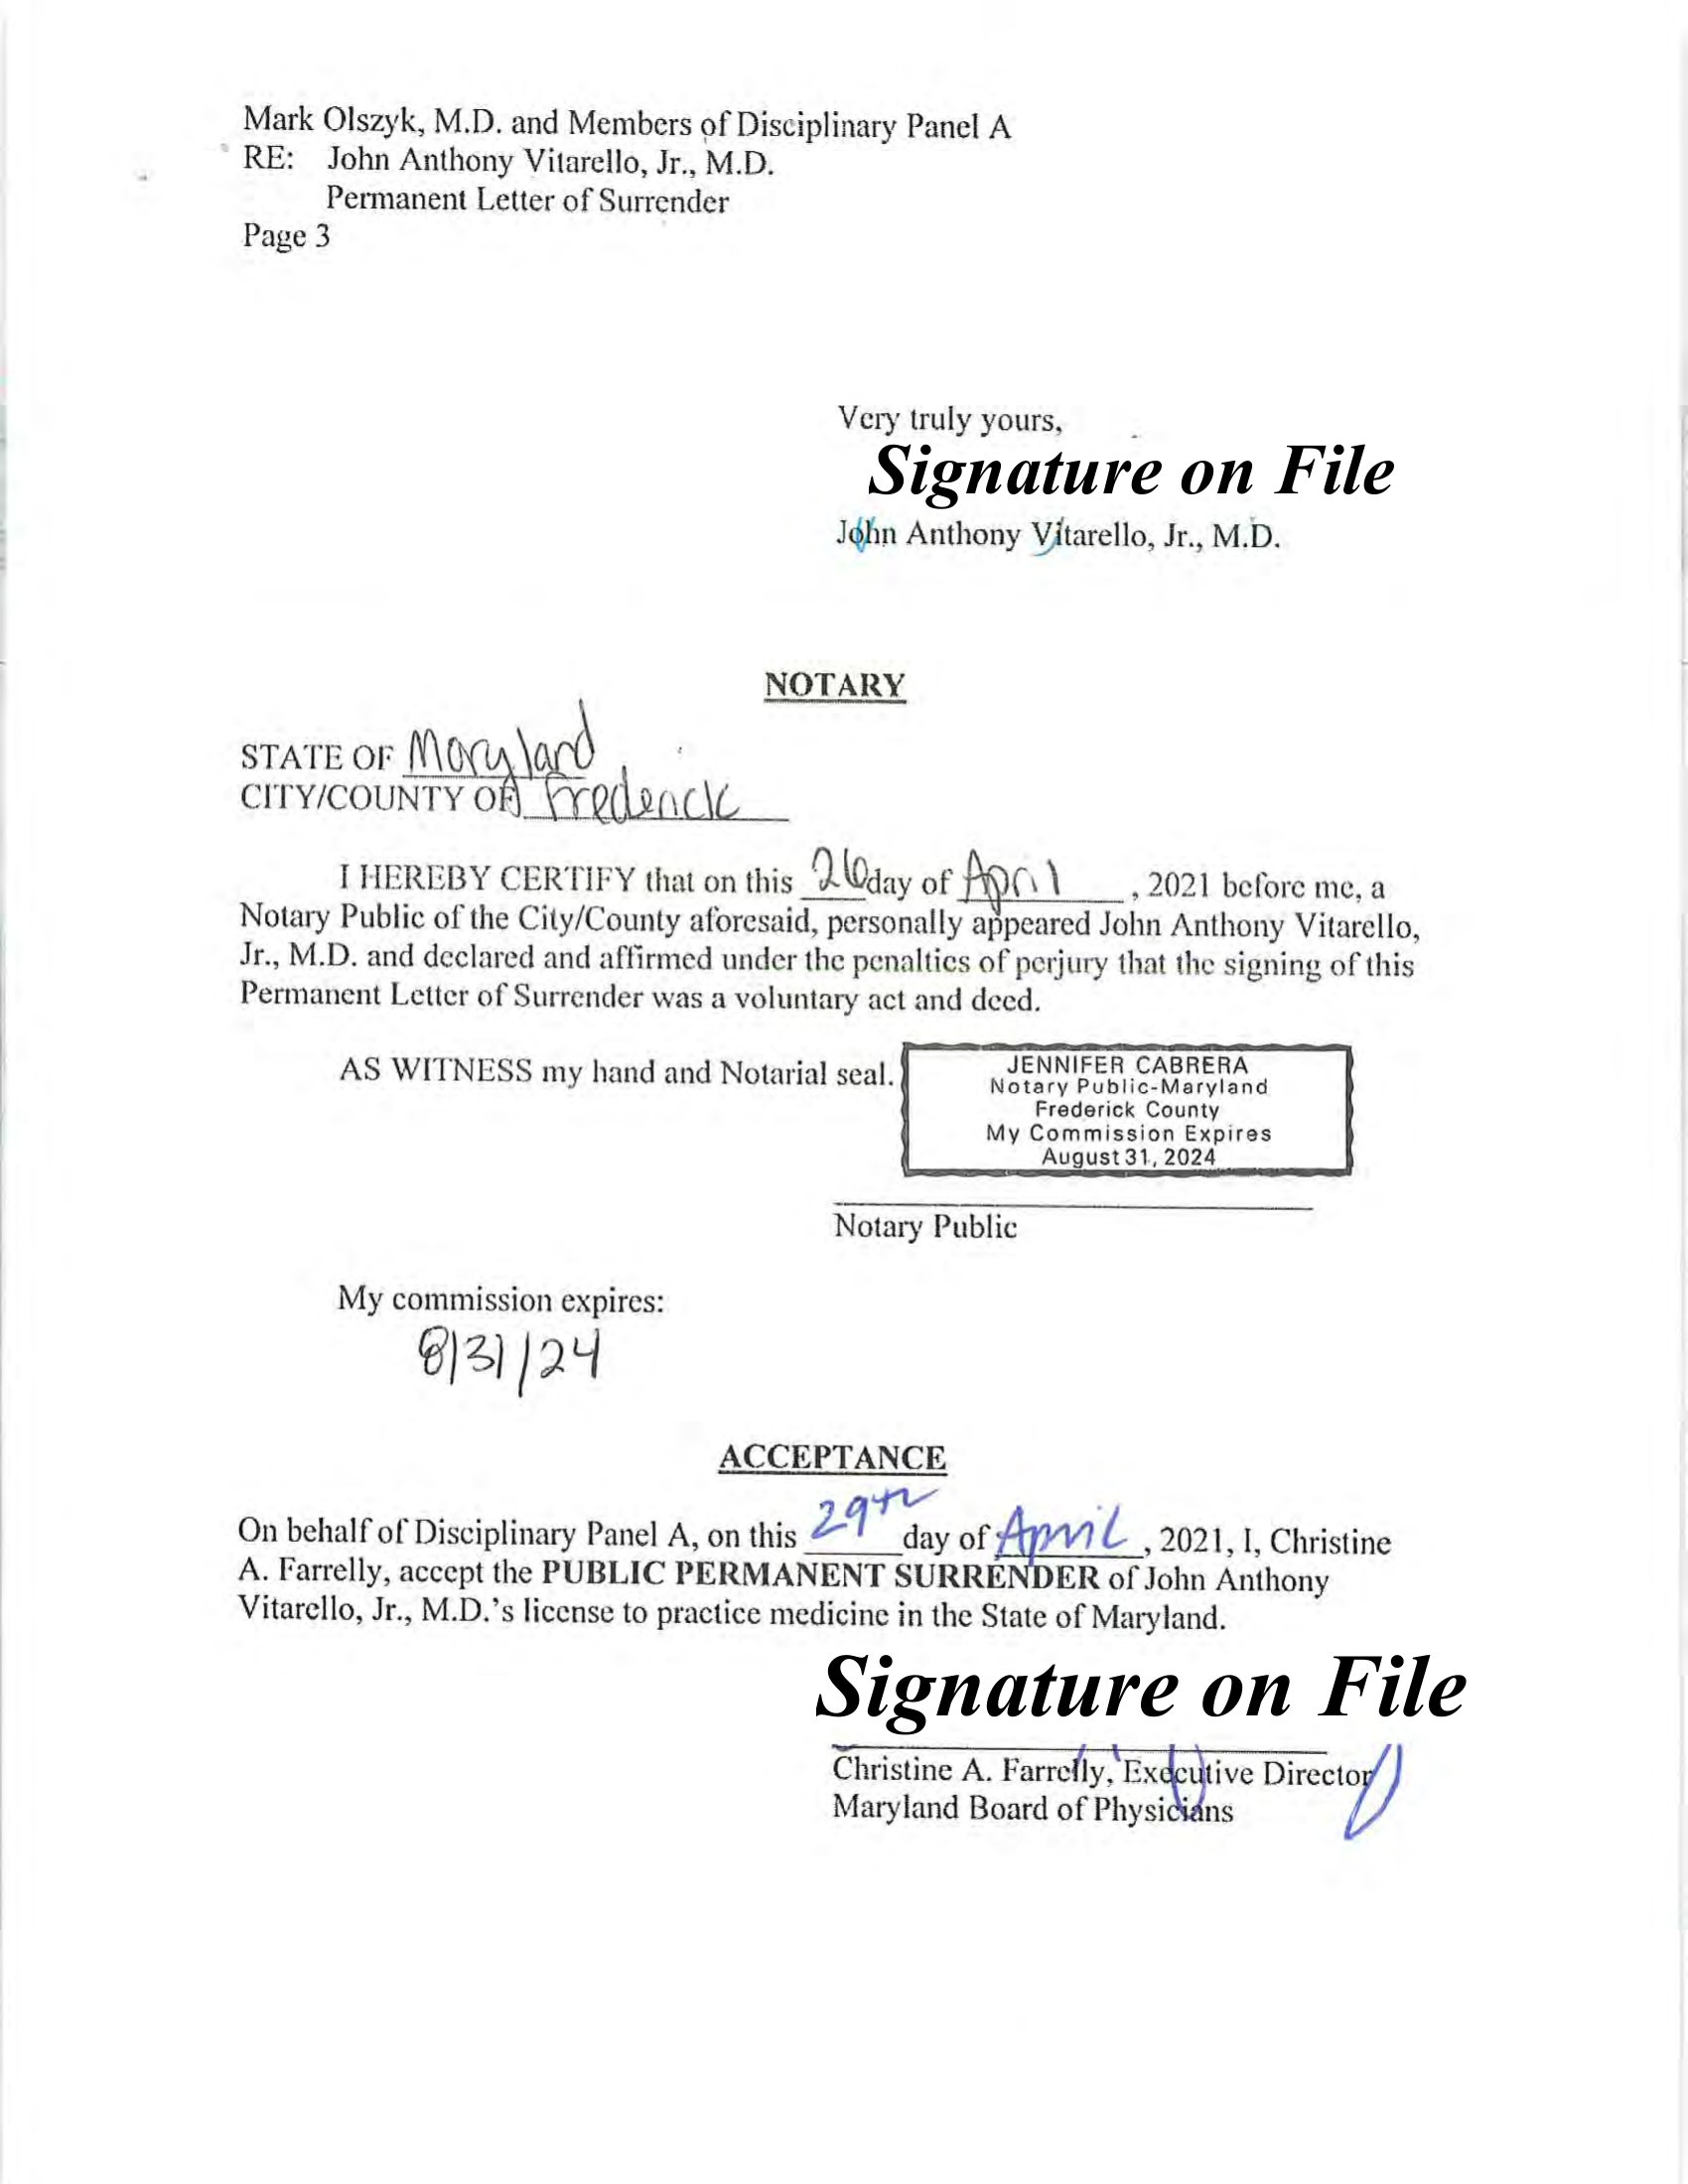 Mark Olszyk, M.D. and Members of Disciplinary Panel A
RE: John Anthony Vitarello, Jr., M.D.
Permanent Letter of Surrender
Page 3
Very truly yours,
Signature on File
John Anthony Vitarello, Jr., M.D.
NOTARY
STATE OF Maryland
CITY/COUNTY OF Frederick
I HEREBY CERTIFY that on this 26 day of April, 2021 before me, a
Notary Public of the City/County aforesaid, personally appeared John Anthony Vitarello,
Jr., M.D. and declared and affirmed under the penalties of perjury that the signing of this
Permanent Letter of Surrender was a voluntary act and deed.
AS WITNESS my hand and Notarial seal.
JENNIFER CABRERA
Notary Public-Maryland
Frederick County
My Commission Expires
August 31, 2024
Notary Public
My commission expires:
8/31/24
ACCEPTANCE
On behalf of Disciplinary Panel A, on this 29th day of April, 2021, I, Christine
A. Farrelly, accept the PUBLIC PERMANENT SURRENDER of John Anthony
Vitarello, Jr., M.D.'s license to practice medicine in the State of Maryland.
Signature on File
Christine A. Farrelly, Executive Director
Maryland Board of Physicians